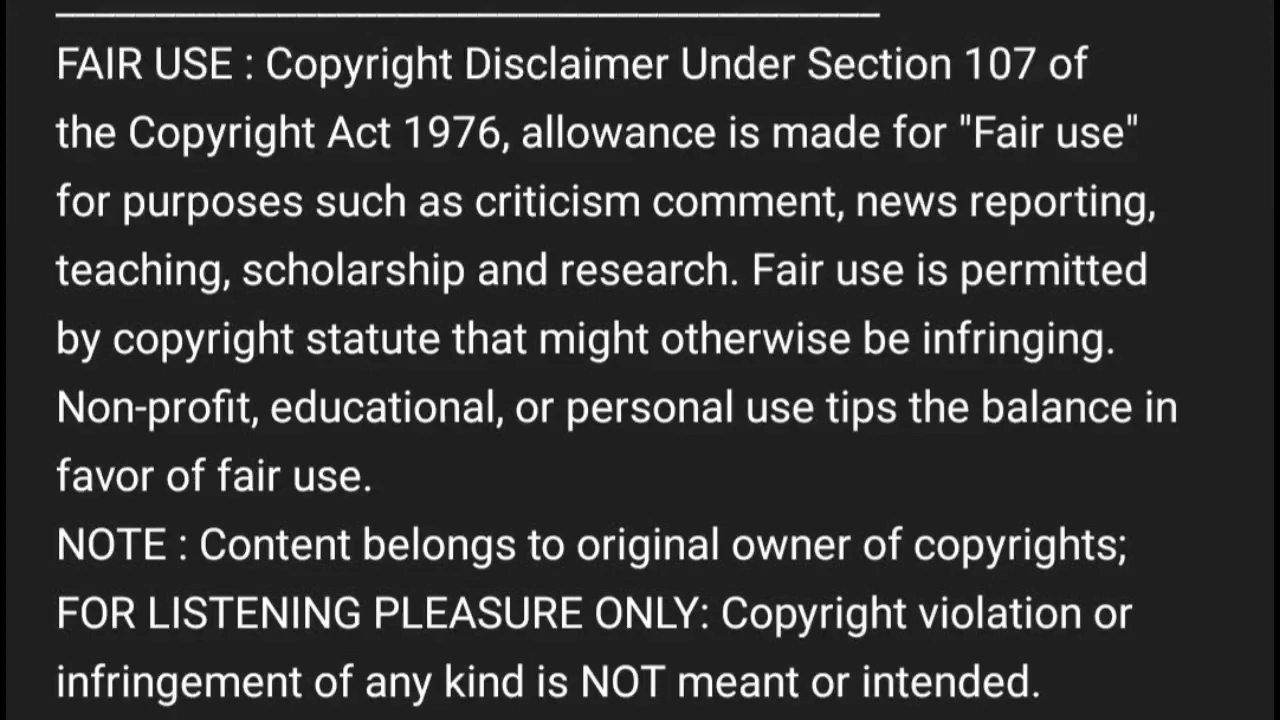 FAIR USE : Copyright Disclaimer Under Section 107 of
the Copyright Act 1976, allowance is made for "Fair use"
for purposes such as criticism comment, news reporting,
teaching, scholarship and research. Fair use is permitted
by copyright statute that might otherwise be infringing.
Non-profit, educational, or personal use tips the balance in
favor of fair use.
NOTE : Content belongs to original owner of copyrights;
FOR LISTENING PLEASURE ONLY: Copyright violation or
infringement of any kind is NOT meant or intended.